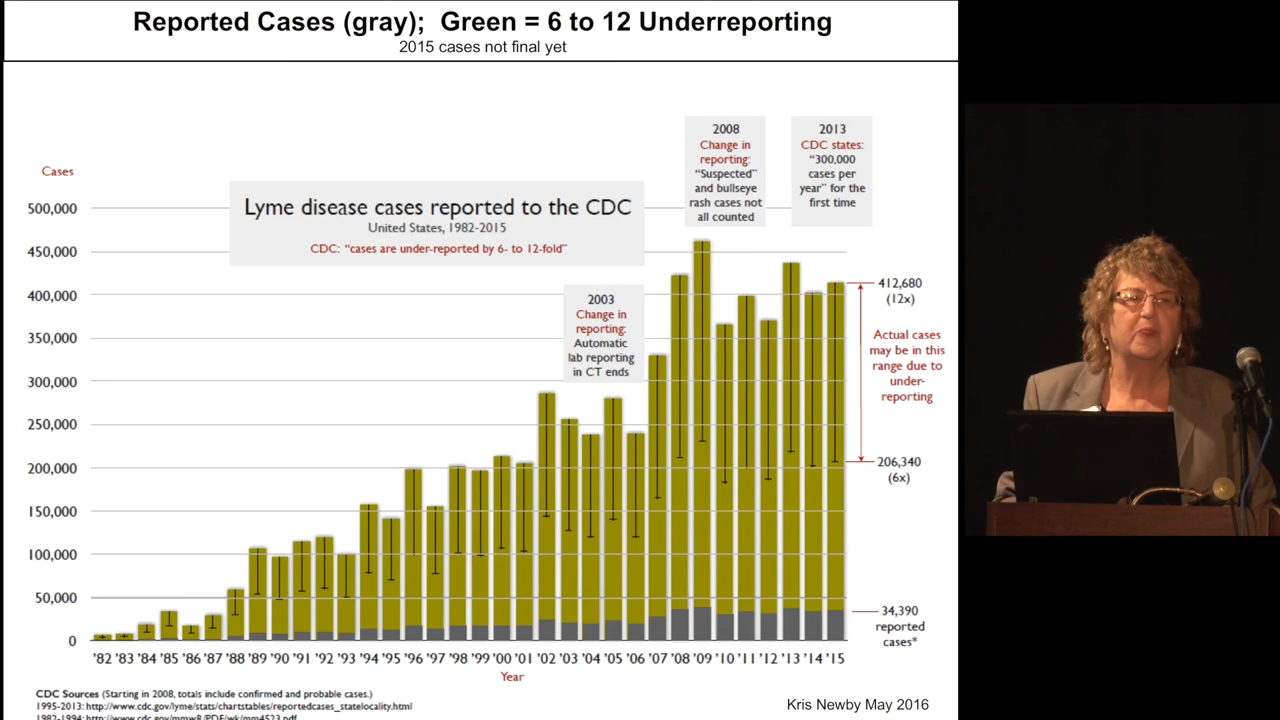 Reported Cases (gray);  Green = 6 to 12 Underreporting
2015 cases not final yet
Cases
500,000
450,000
400,000
350,000
300,000
250,000
200,000
150,000
100,000
50,000
0
Lyme disease cases reported to the CDC
United States, 1982-2015
CDC: “cases are under-reported by 6- to 12-fold”
2003
Change in
reporting:
Automatic
lab reporting
in CT ends
2008
Change in
reporting:
“Suspected”
and bullseye
rash cases not
all counted
2013
CDC states:
“300,000
cases per
year” for the
first time
412,680
(12x)
Actual cases
may be in this
range due to
under-
reporting
206,340
(6x)
34,390
reported
cases*
'82 '83 '84 '85 '86 '87 '88 '89 '90 '91 '92 '93 '94 '95 '96 '97 '98 '99 '00 '01 '02 '03 '04 '05 '06 '07 '08 '09 '10 '11 '12 '13 '14 '15
Year
CDC Sources (Starting in 2008, totals include confirmed and probable cases.)
1995-2013: http://www.cdc.gov/lyme/stats/chartstables/reportedcases_statelocality.html
1982-1994: http://www.cdc.gov/mmwR/PDF/wk/mm4523.pdf
Kris Newby May 2016